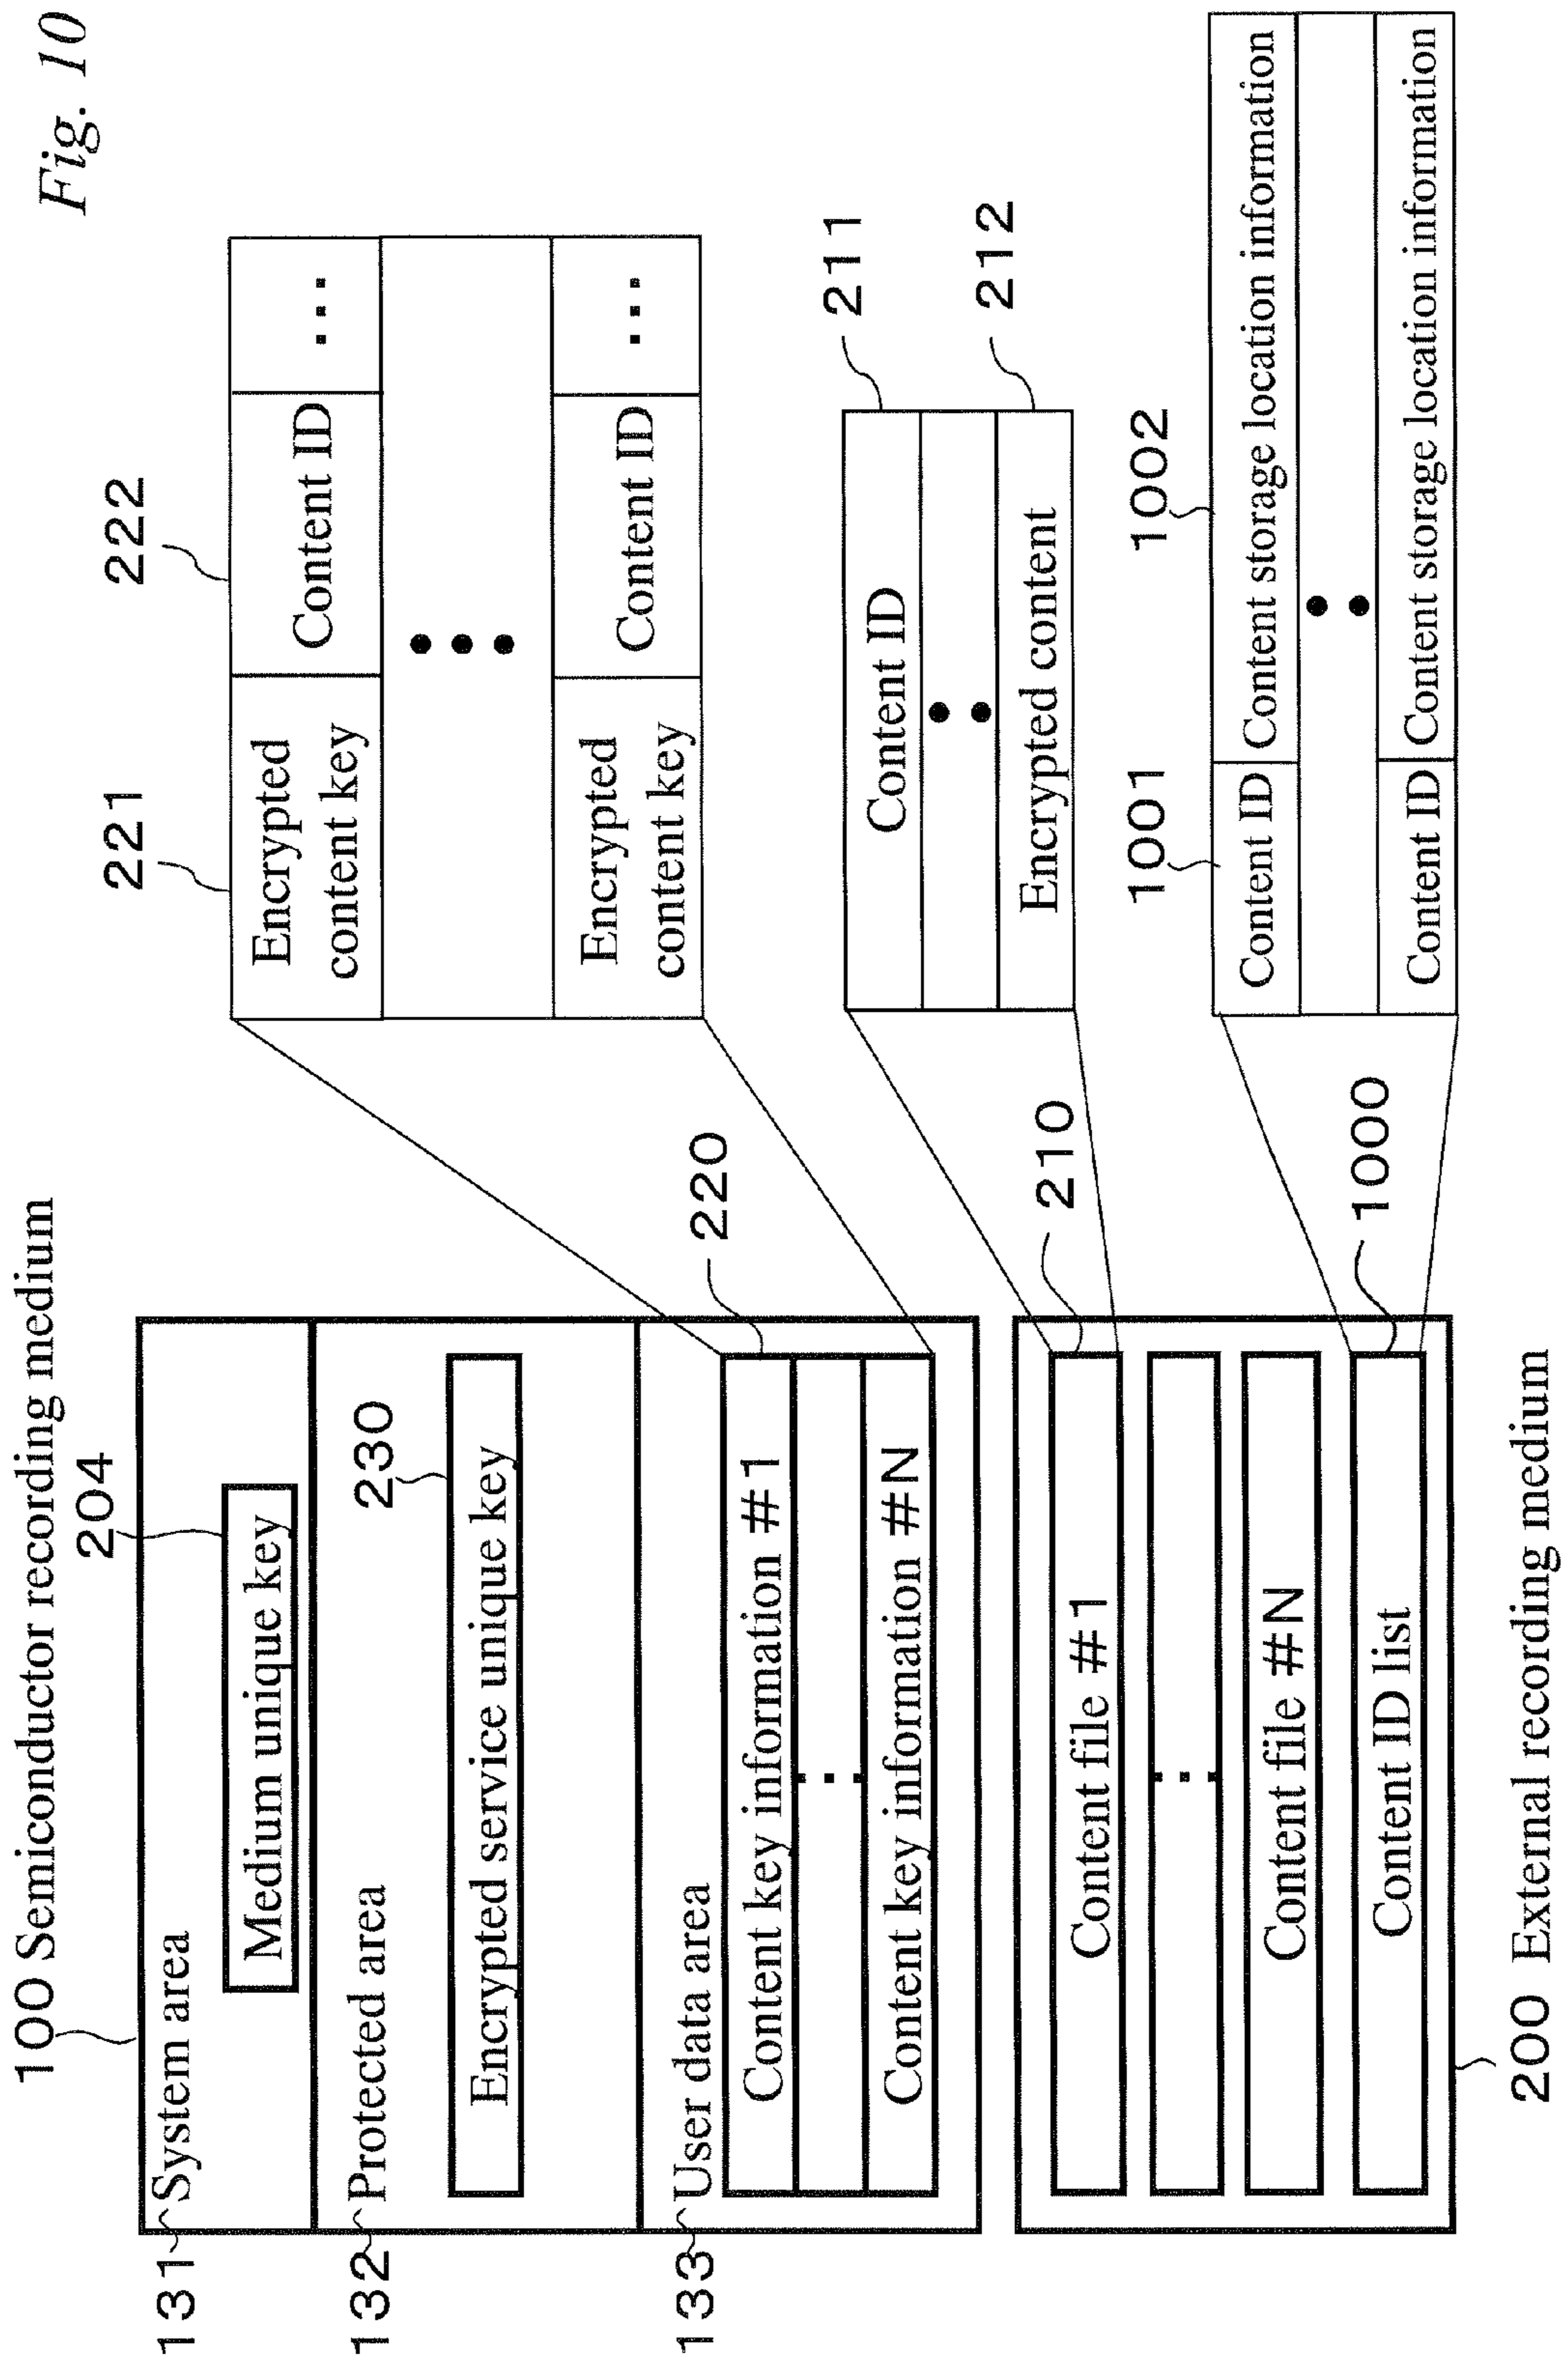 Fig. 10
100 Semiconductor recording medium
131 System area
204
Medium unique key
132 Protected area
230
Encrypted service unique key
133 User data area
220
Content key information #1
⋮
Content key information #N
221
222
Encrypted
content key
Content ID
...
•••
Encrypted
content key
Content ID
...
210
Content file #1
⋮
Content file #N
1000
Content ID list
200 External recording medium
211
Content ID
••
212
Encrypted content
1001
1002
Content ID
Content storage location information
••
Content ID
Content storage location information